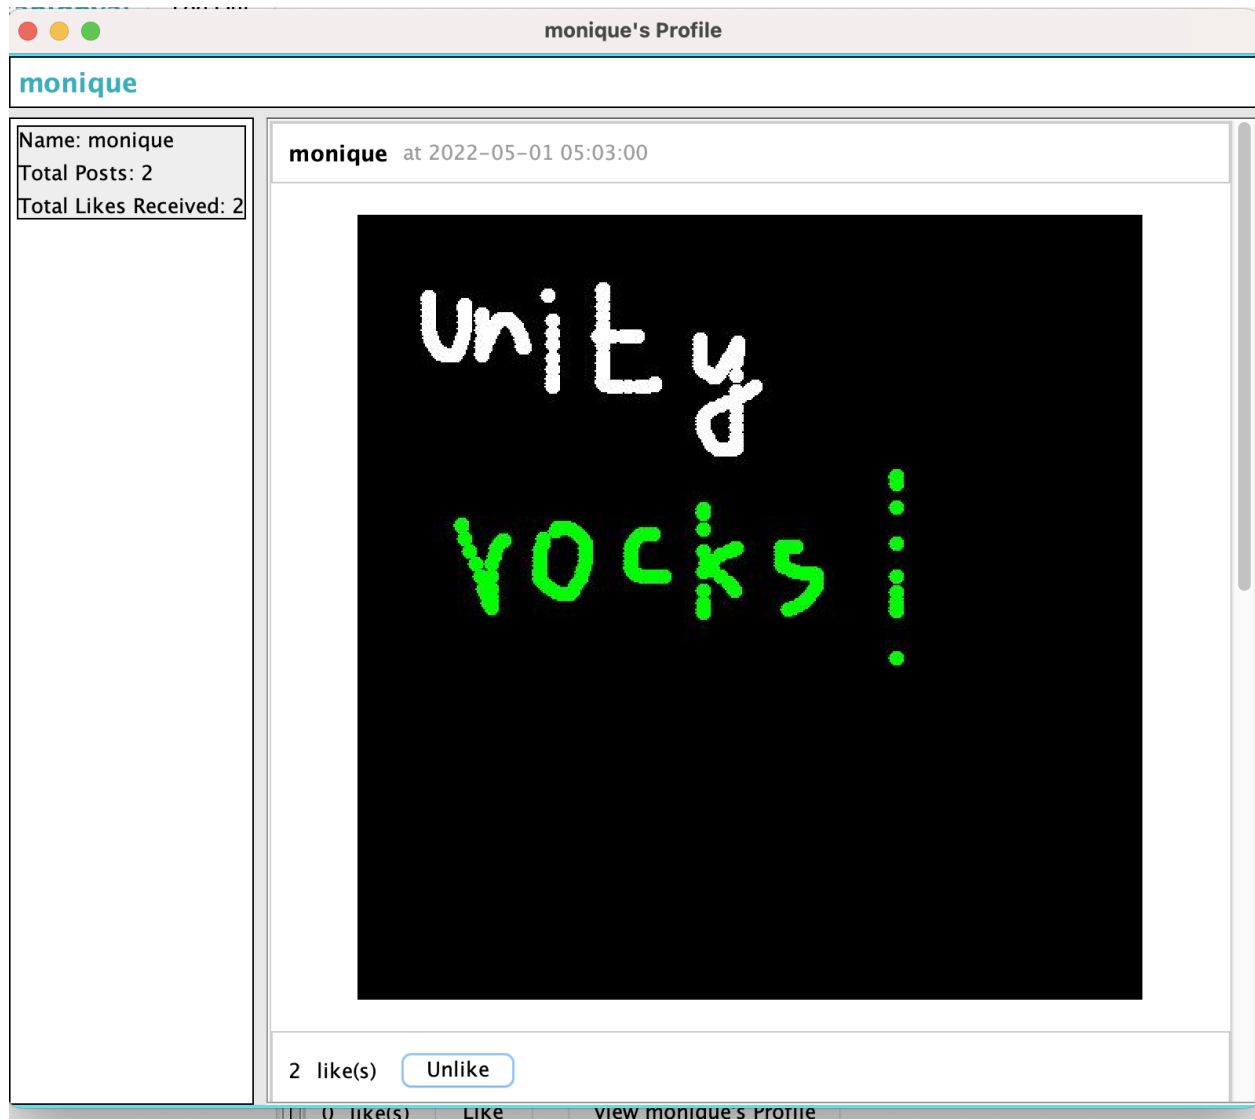 monique's Profile
monique
Name: monique
Total Posts: 2
Total Likes Received: 2
monique at 2022-05-01 05:03:00
unity
rocks!
2 like(s) Unlike
0 like(s) Like View monique's Profile